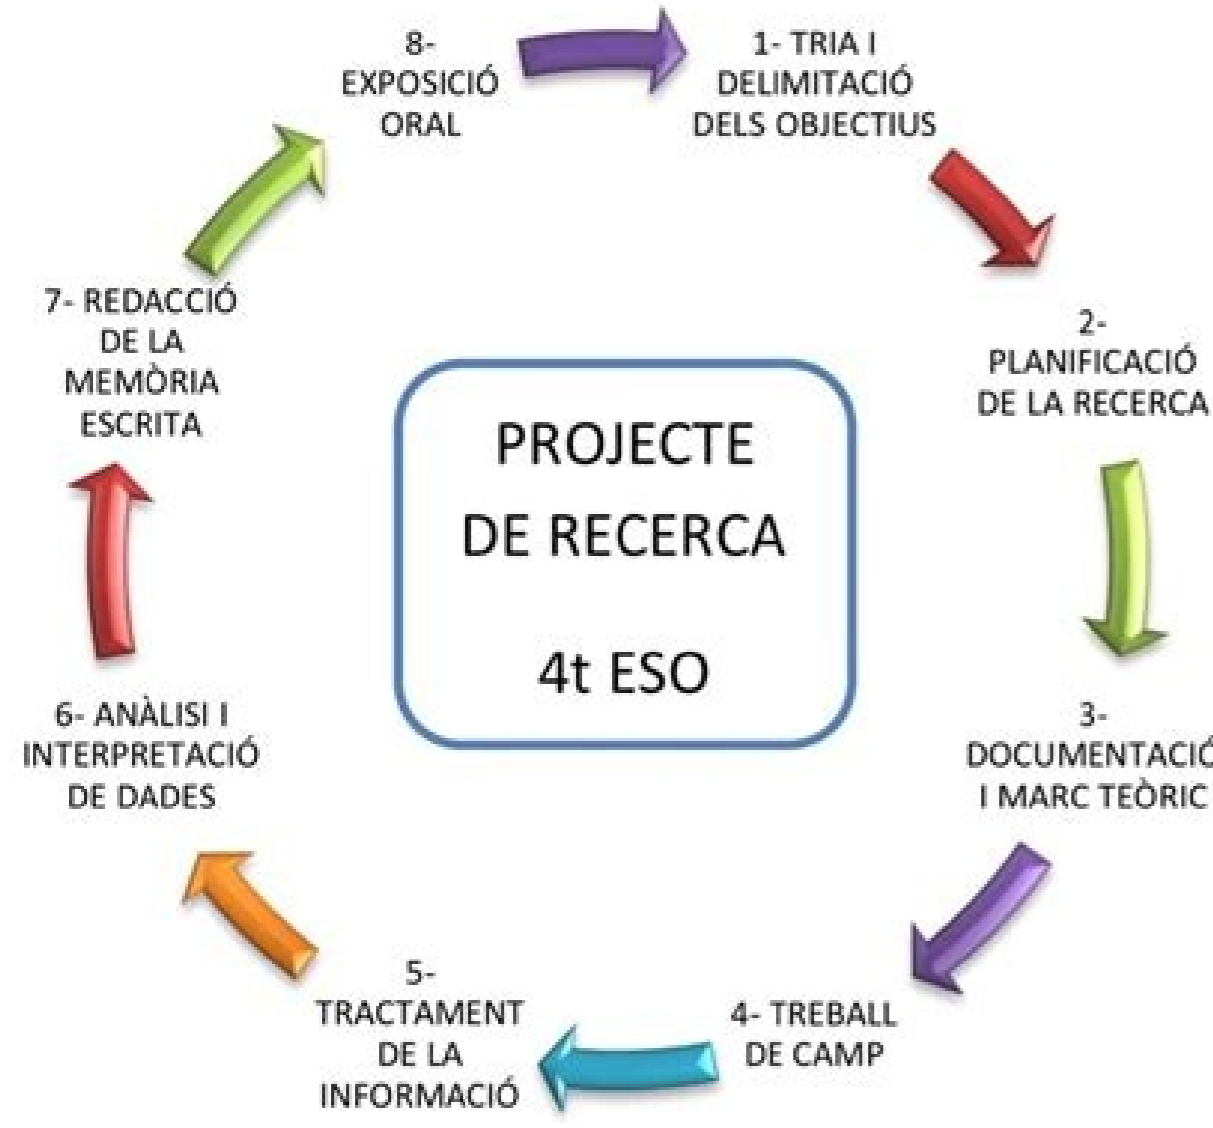 8-
EXPOSICIÓ
ORAL
1- TRIA I
DELIMITACIÓ
DELS OBJECTIUS
2-
PLANIFICACIÓ
DE LA RECERCA
3-
DOCUMENTACIÓ
I MARC TEÒRIC
4- TREBALL
DE CAMP
5-
TRACTAMENT
DE LA
INFORMACIÓ
6- ANÀLISI I
INTERPRETACIÓ
DE DADES
7- REDACCIÓ
DE LA
MEMÒRIA
ESCRITA
PROJECTE
DE RECERCA
4t ESO